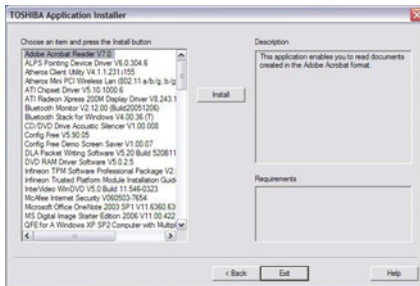 TOSHIBA Application Installer
Choose an item and press the Install button
Adobe Acrobat Reader V7.0
ALPS Pointing Device Driver V6.0.304.6
Atheros Client Utility V4.1.1.231.i155
Atheros Mini PCI Wireless Lan (802.11 a/b/g, b/g
ATI Chipset Driver V5.10.1000.6
ATI Radeon Xpress 200M Display Driver V8.243.1
Bluetooth Monitor V2.12.00 (Build20051206)
Bluetooth Stack for Windows V4.00.36 (T)
CD/DVD Drive Acoustic Silencer V1.00.008
Config Free V5.90.05
Config Free Demo Screen Saver V1.00.07
DLA Packet Writing Software V5.20 Build 520811
DVD RAM Driver Software V5.0.2.5
Infineon TPM Software Professional Package V2.
Infineon Trusted Platform Module Installation Guid
InterVideo WinDVD V5.0 Build 11.546-0323
McAfee Internet Security V060503-7654
Microsoft Office OneNote 2003 SP1 V11.6360.63
MS Digital Image Starter Edition 2006 V11.00.422
QFE for A Windows XP SP2 Computer with Multipl
Install
Description
This application enables you to read documents
created in the Adobe Acrobat format.
Requirements
< Back
Exit
Help